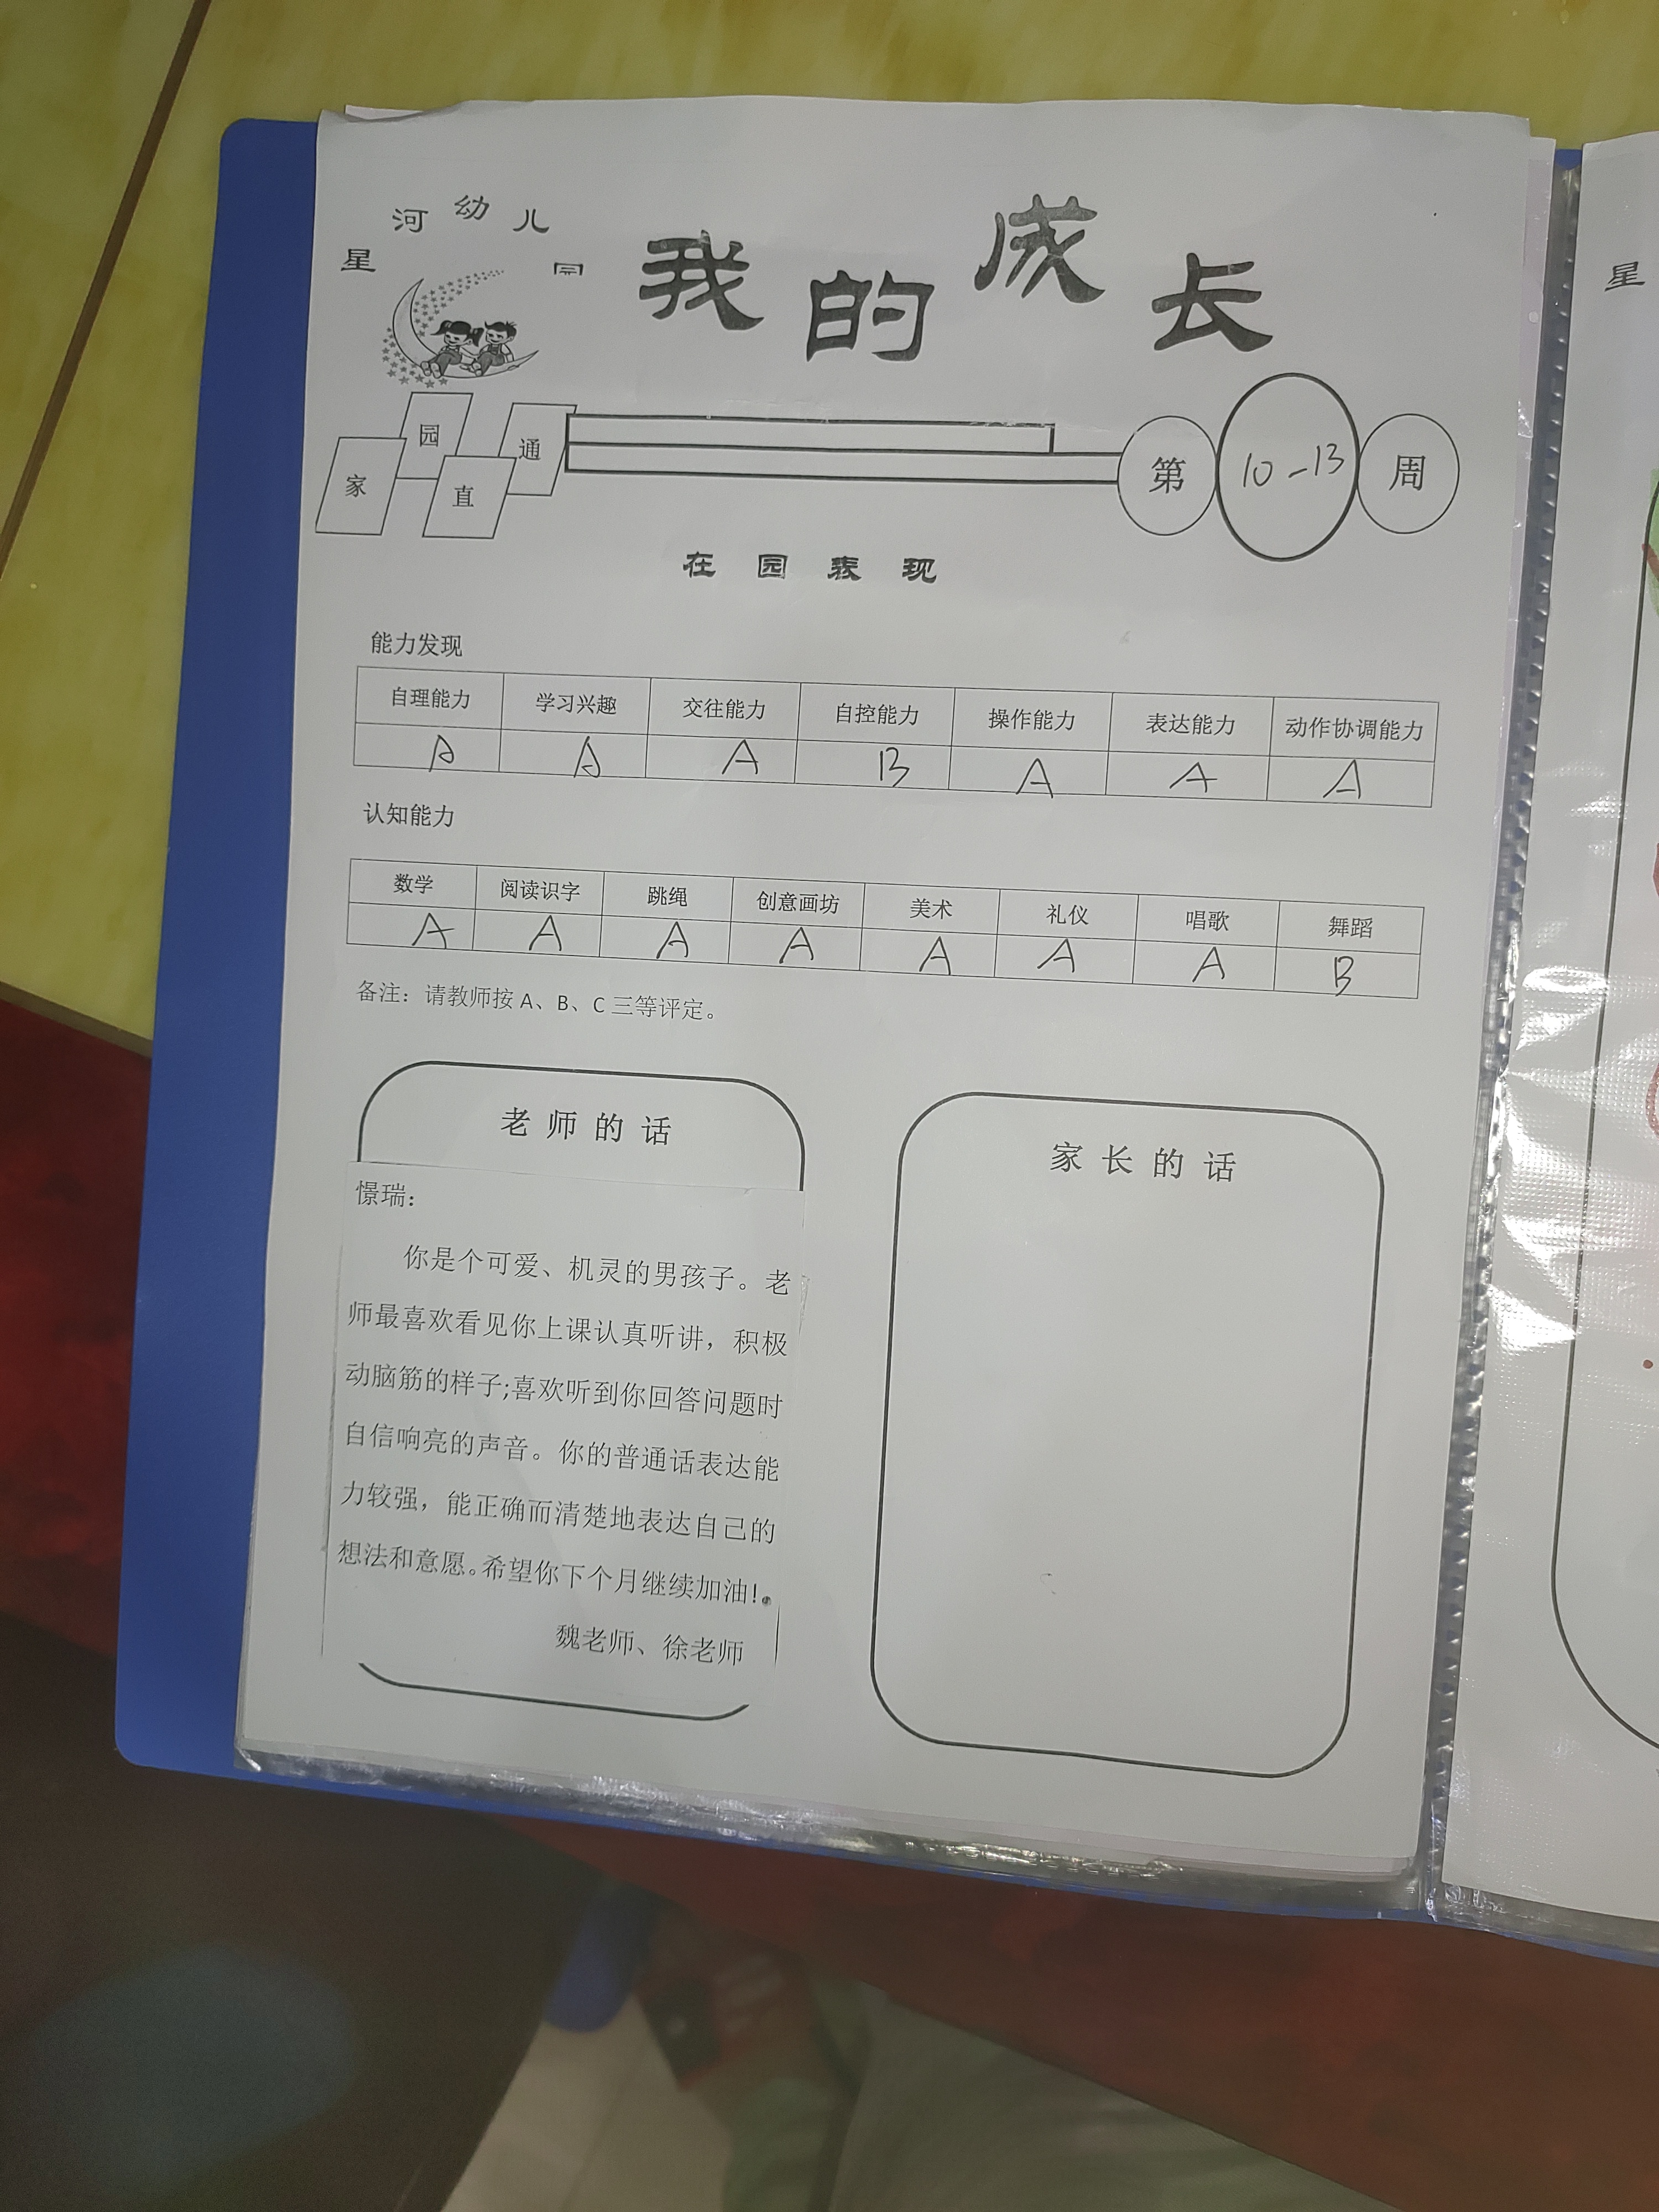 星河幼儿园
我的成长
家园直通
第 10-13 周
在园表现
能力发现
自理能力 学习兴趣 交往能力 自控能力 操作能力 表达能力 动作协调能力
A A A B A A A
认知能力
数学 阅读识字 跳绳 创意画坊 美术 礼仪 唱歌 舞蹈
A A A A A A A B
备注：请教师按 A、B、C 三等评定。
老师的话
憬瑞：
你是个可爱、机灵的男孩子。老
师最喜欢看见你上课认真听讲，积极
动脑筋的样子;喜欢听到你回答问题时
自信响亮的声音。你的普通话表达能
力较强，能正确而清楚地表达自己的
想法和意愿。希望你下个月继续加油!。
魏老师、徐老师
家长的话
星